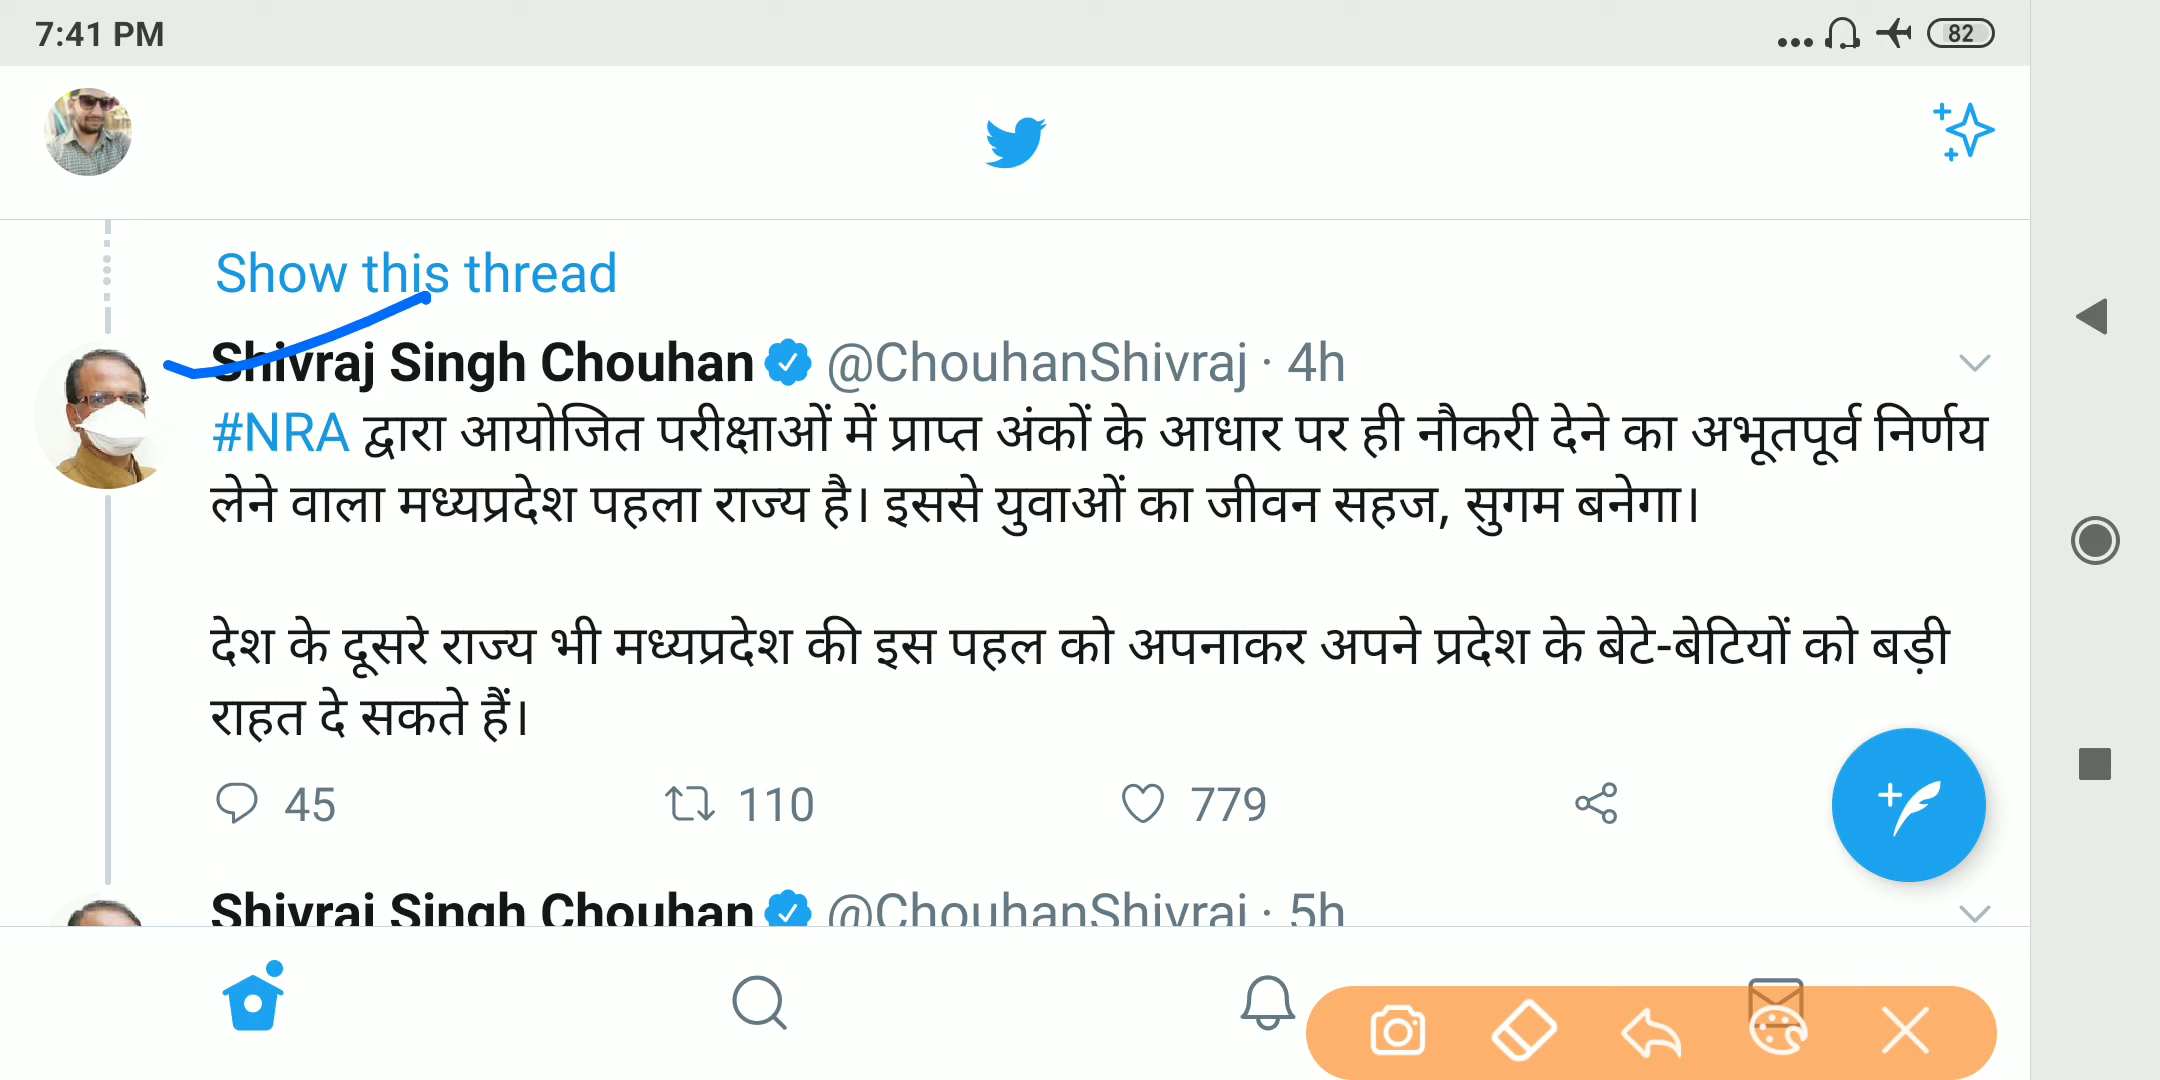 7:41 PM
82
Show this thread
Shivraj Singh Chouhan @ChouhanShivraj · 4h
#NRA द्वारा आयोजित परीक्षाओं में प्राप्त अंकों के आधार पर ही नौकरी देने का अभूतपूर्व निर्णय
लेने वाला मध्यप्रदेश पहला राज्य है। इससे युवाओं का जीवन सहज, सुगम बनेगा।
देश के दूसरे राज्य भी मध्यप्रदेश की इस पहल को अपनाकर अपने प्रदेश के बेटे-बेटियों को बड़ी
राहत दे सकते हैं।
45 110 779
Shivraj Singh Chouhan @ChouhanShivraj · 5h